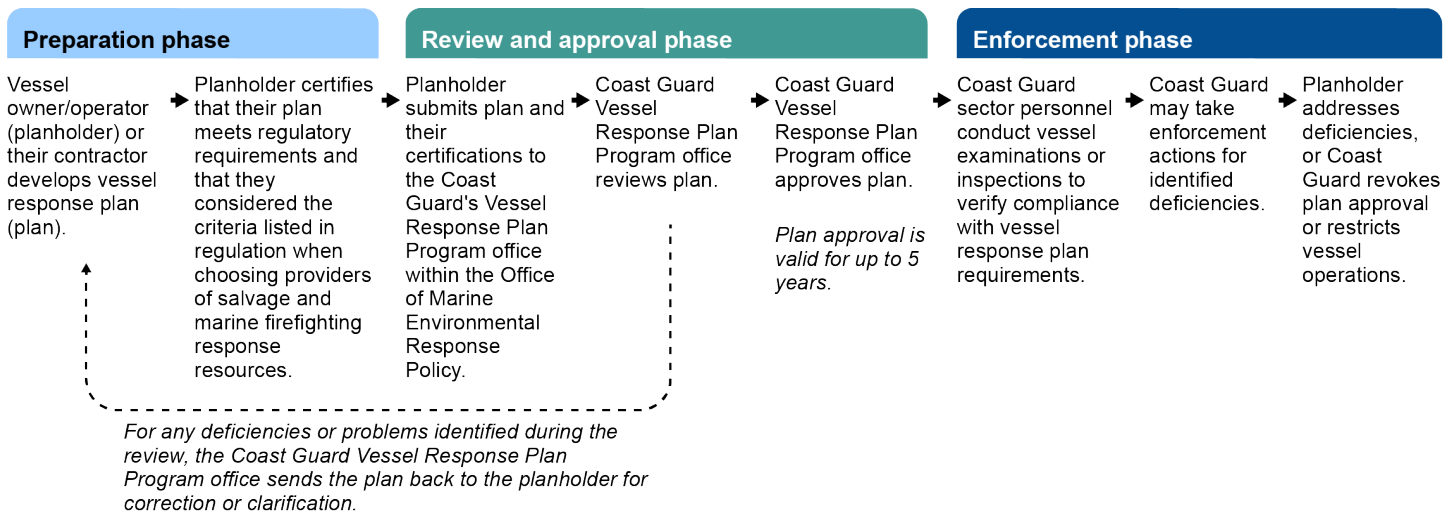 Preparation phase
Vessel
owner/operator
(planholder) or
their contractor
develops vessel
response plan
(plan).
Planholder certifies
that their plan
meets regulatory
requirements and
that they
considered the
criteria listed in
regulation when
choosing providers
of salvage and
marine firefighting
response
resources.
Review and approval phase
Planholder
submits plan and
their
certifications to
the Coast
Guard's Vessel
Response Plan
Program office
within the Office
of Marine
Environmental
Response
Policy.
Coast Guard
Vessel
Response Plan
Program office
reviews plan.
Coast Guard
Vessel
Response Plan
Program office
approves plan.
Plan approval is
valid for up to 5
years.
Enforcement phase
Coast Guard
sector personnel
conduct vessel
examinations or
inspections to
verify compliance
with vessel
response plan
requirements.
Coast Guard
may take
enforcement
actions for
identified
deficiencies.
Planholder
addresses
deficiencies,
or Coast
Guard revokes
plan approval
or restricts
vessel
operations.
For any deficiencies or problems identified during the
review, the Coast Guard Vessel Response Plan
Program office sends the plan back to the planholder for
correction or clarification.